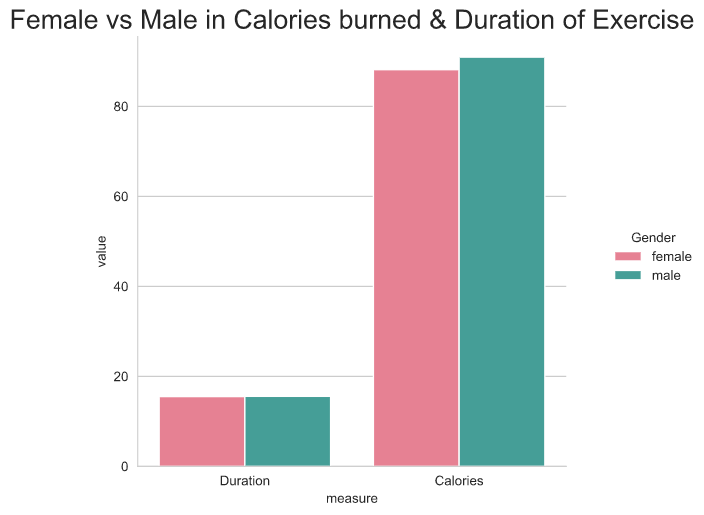 Female vs Male in Calories burned & Duration of Exercise
80
60
40
20
0
value
Duration
Calories
measure
Gender
female
male